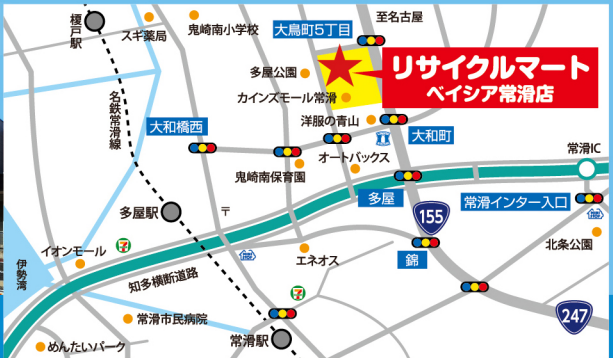 榎戸駅
スギ薬局
鬼崎南小学校
大鳥町5丁目
至名古屋
リサイクルマート
ベイシア常滑店
多屋公園
カインズモール常滑
名鉄常滑線
大和橋西
洋服の青山
大和町
オートバックス
常滑IC
鬼崎南保育園
多屋
常滑インター入口
多屋駅
〒
155
北条公園
イオンモール
エネオス
錦
伊勢湾
知多横断道路
247
常滑市民病院
常滑駅
めんたいパーク